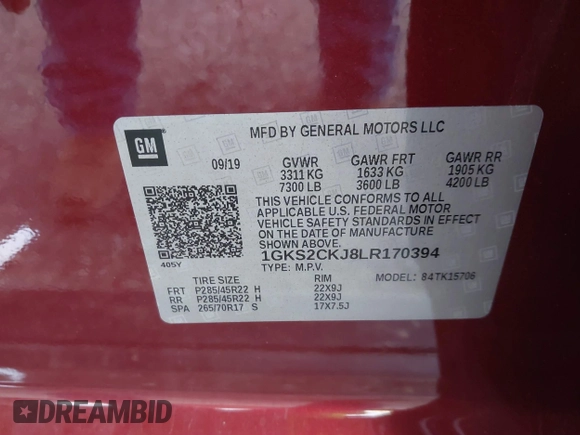 GM
MFD BY GENERAL MOTORS LLC
09/19 GVWR GAWR FRT GAWR RR
3311 KG 1633 KG 1905 KG
7300 LB 3600 LB 4200 LB
THIS VEHICLE CONFORMS TO ALL
APPLICABLE U.S. FEDERAL MOTOR
VEHICLE SAFETY STANDARDS IN EFFECT
ON THE DATE OF MANUFACTURE
SHOWN ABOVE.
1GKS2CKJ8LR170394
405Y
TYPE: M.P.V. MODEL: 84TK15706
TIRE SIZE RIM
FRT P285/45R22 H 22X9J
RR P285/45R22 H 22X9J
SPA 265/70R17 S 17X7.5J
DREAMBID